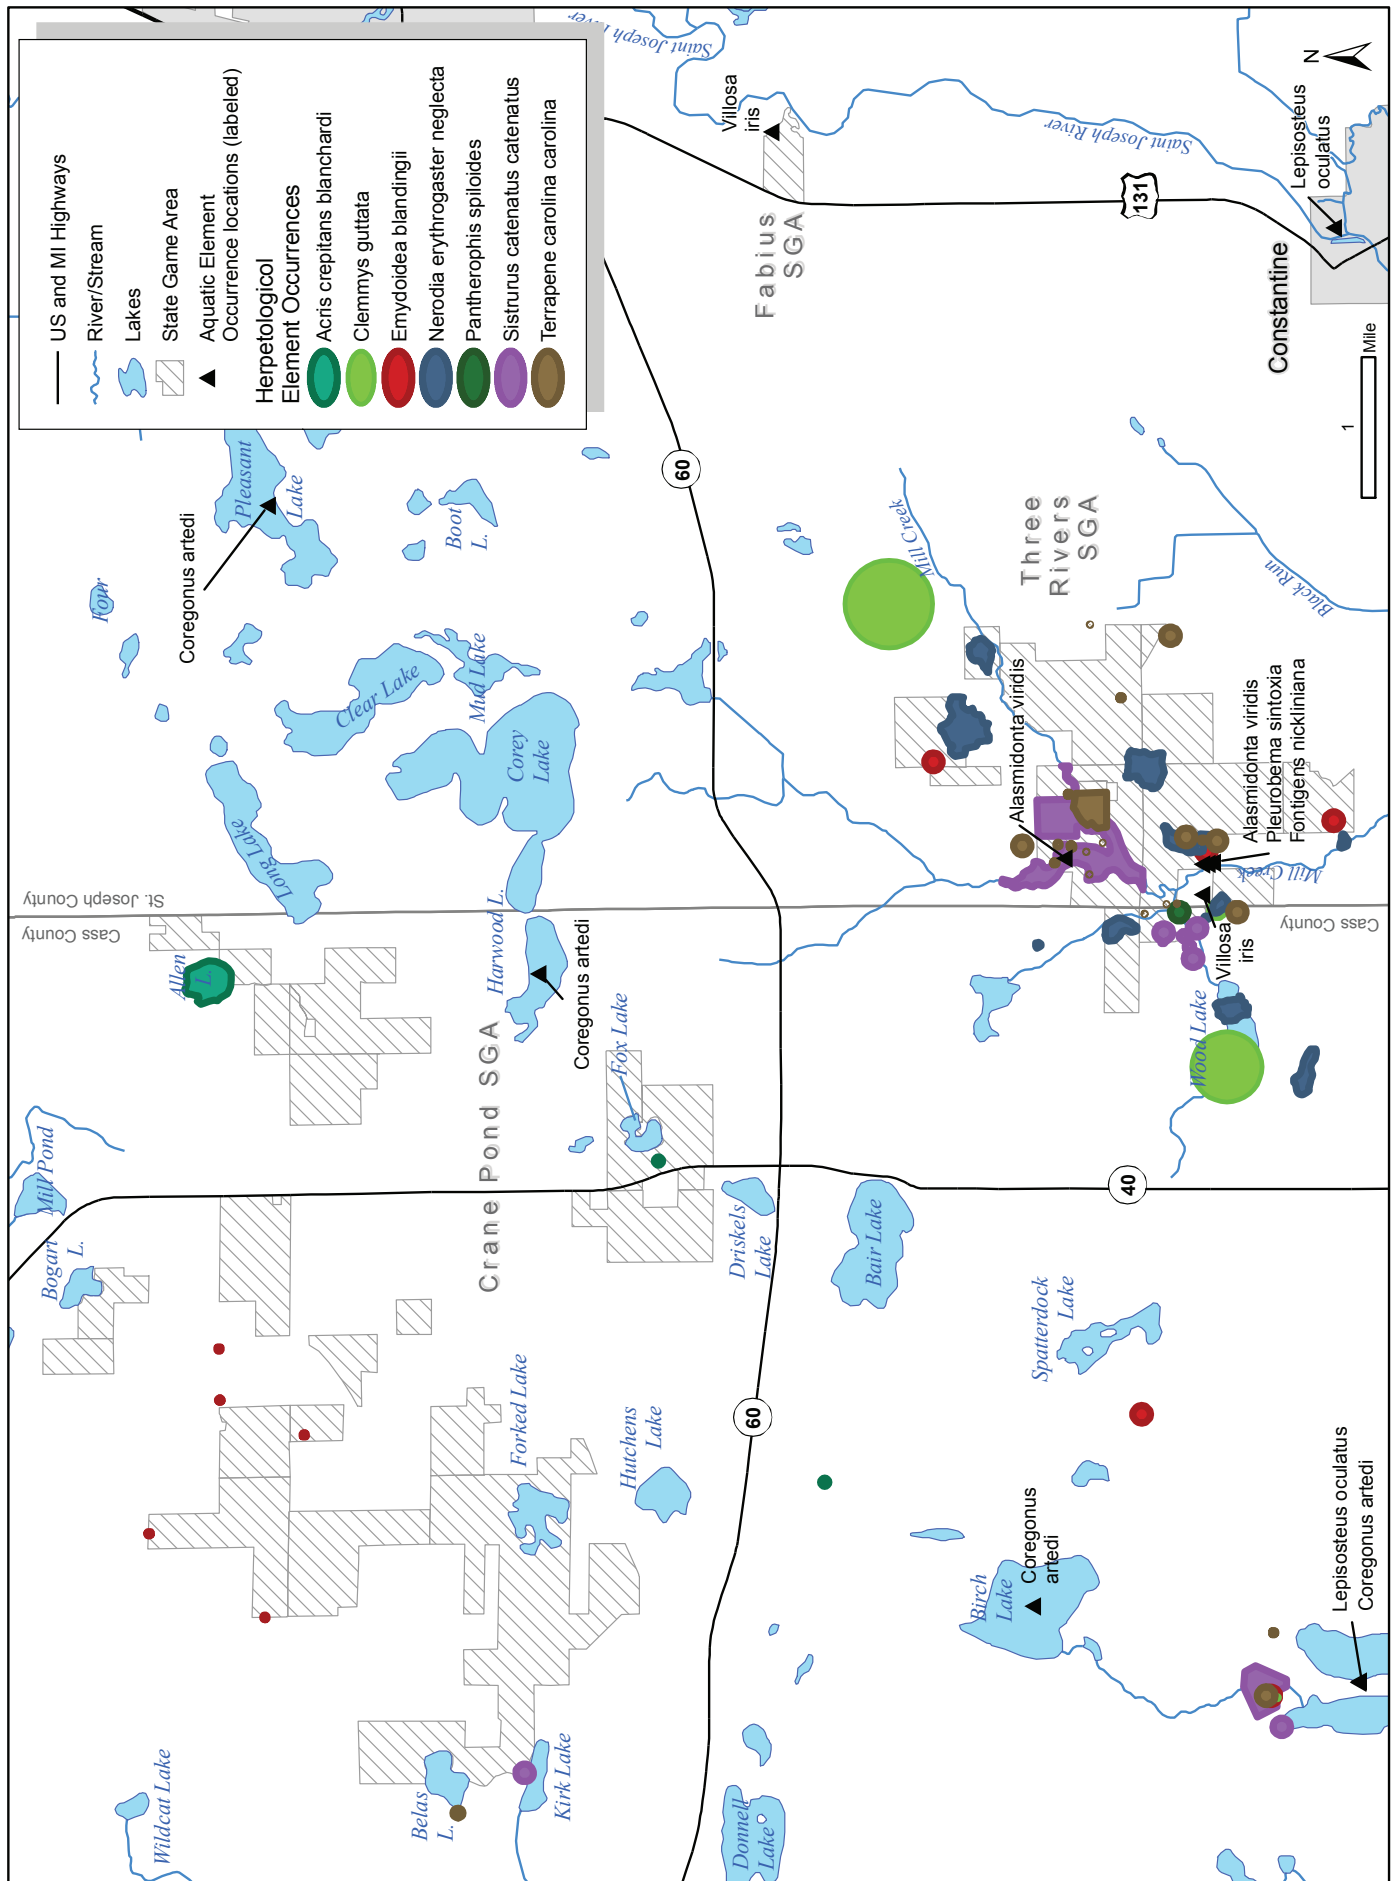 US and MI Highways
River/Stream
Lakes
State Game Area
Aquatic Element
Occurrence locations (labeled)
Herpetological
Element Occurrences
Acris crepitans blanchardi
Clemmys guttata
Emydoidea blandingii
Nerodia erythrogaster neglecta
Pantherophis spiloides
Sistrurus catenatus catenatus
Terrapene carolina carolina
Wildcat Lake
Bogart
L.
Mill Pond
Allen
L.
Cass County
St. Joseph County
Long Lake
Four
Coregonus artedi
Pleasant
Lake
Saint Joseph River
Saint Joseph
River
Belas
L.
Kirk Lake
Forked Lake
Hutchens
Lake
Crane Pond SGA
Harwood L.
Coregonus artedi
Fox Lake
Corey
Lake
Clear Lake
Mud Lake
Boot
L.
60
Villosa
iris
Fabius
SGA
Donnell
Lake
60
Driskels
Lake
Bair Lake
Mill Creek
Birch
Lake
Coregonus
artedi
Spatterdock
Lake
40
Alasmidonta viridis
Three
Rivers
SGA
131
Saint Joseph River
Wood Lake
Villosa
iris
Alasmidonta viridis
Pleurobema sintoxia
Fontigens nickliniana
Mill Creek
Cass County
Black Run
Lepisosteus oculatus
Coregonus artedi
Constantine
Lepisosteus
oculatus
1
Mile
N